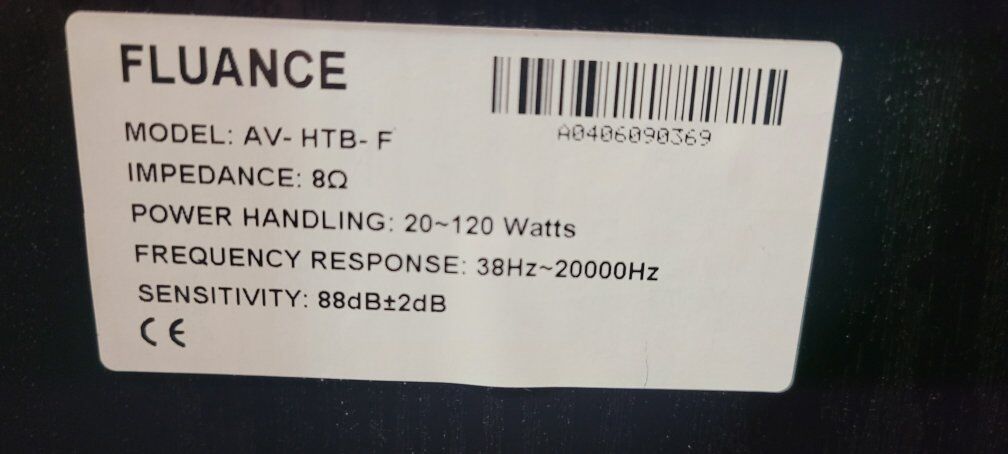 FLUANCE
A0406090369
MODEL: AV- HTB- F
IMPEDANCE: 8Ω
POWER HANDLING: 20~120 Watts
FREQUENCY RESPONSE: 38Hz~20000Hz
SENSITIVITY: 88dB±2dB
CE